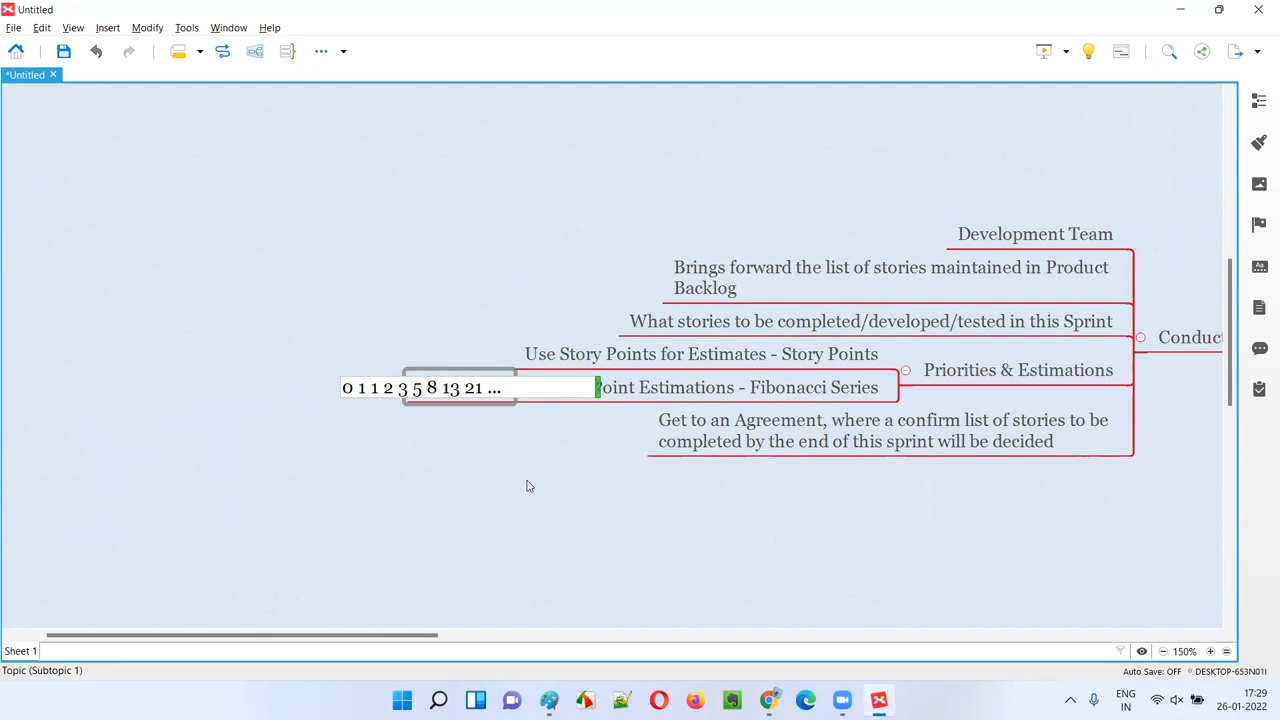 Untitled
File Edit View Insert Modify Tools Window Help
*Untitled
Development Team
Brings forward the list of stories maintained in Product
Backlog
What stories to be completed/developed/tested in this Sprint
Conduct
Use Story Points for Estimates - Story Points
Priorities & Estimations
0 1 1 2 3 5 8 13 21 ... Point Estimations - Fibonacci Series
Get to an Agreement, where a confirm list of stories to be
completed by the end of this sprint will be decided
Sheet 1
150%
Topic (Subtopic 1)
Auto Save: OFF
DESKTOP-653N01I
ENG
IN
17:29
26-01-2022